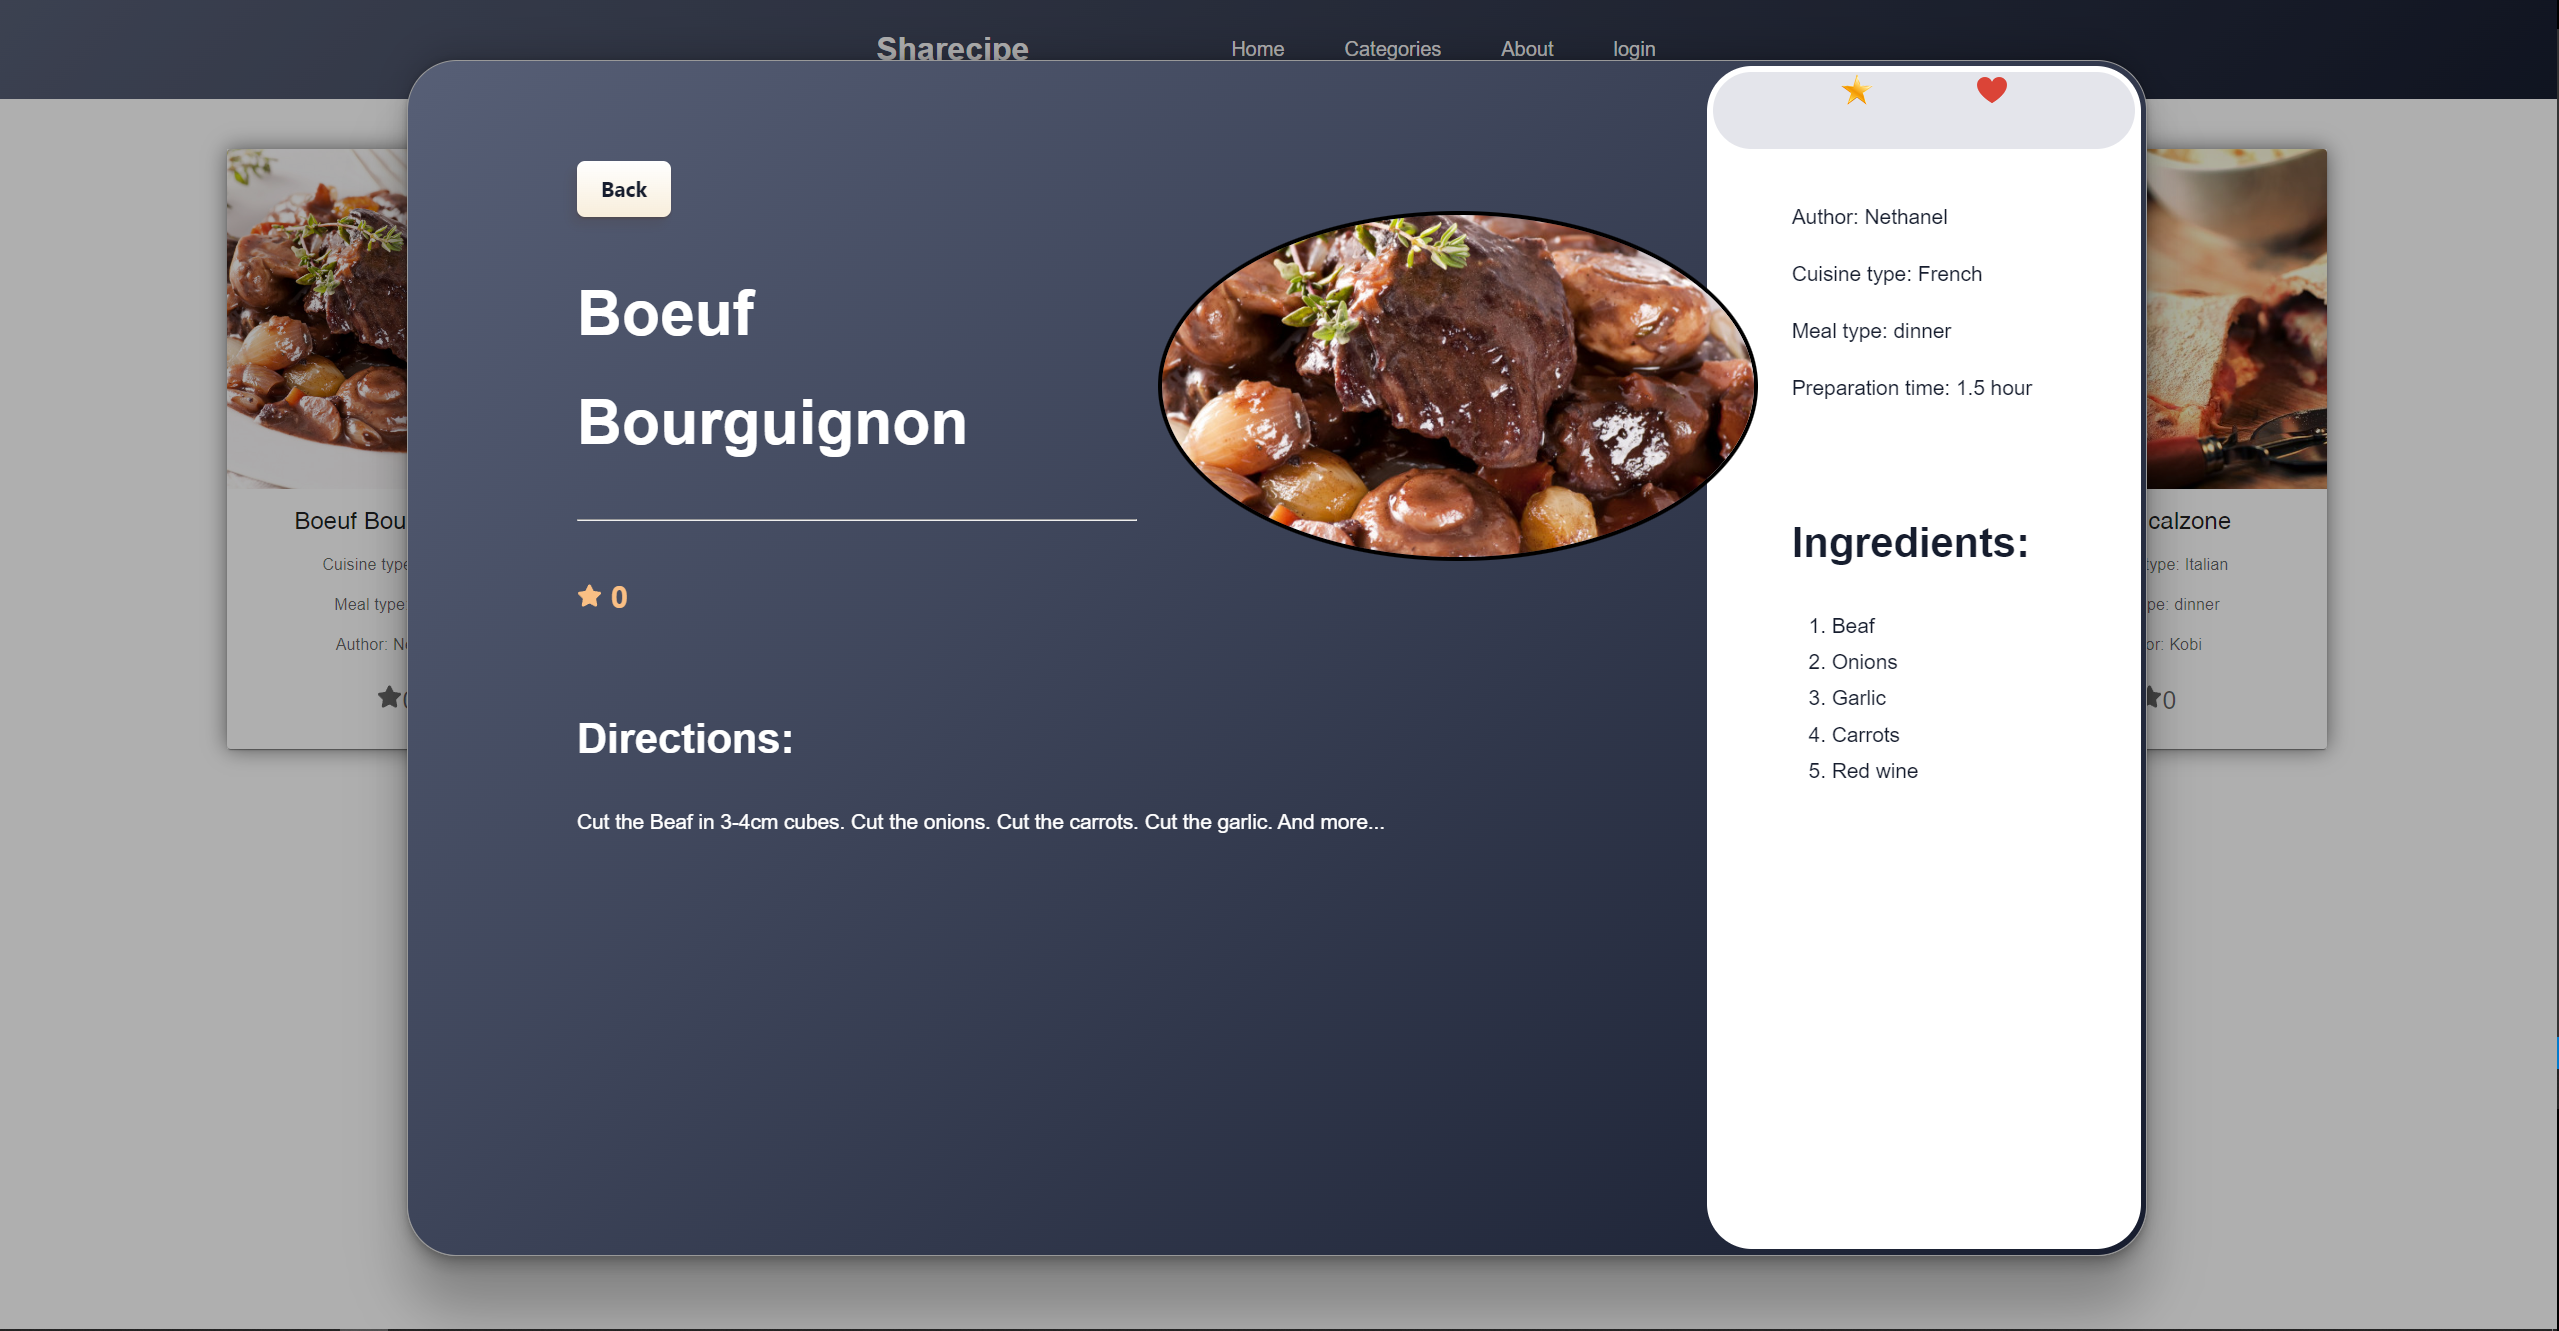 Sharecipe
Home
Categories
About
login
Back
Boeuf
Bourguignon
0
Directions:
Cut the Beaf in 3-4cm cubes. Cut the onions. Cut the carrots. Cut the garlic. And more...
Author: Nethanel
Cuisine type: French
Meal type: dinner
Preparation time: 1.5 hour
Ingredients:
1. Beaf
2. Onions
3. Garlic
4. Carrots
5. Red wine
Boeuf Bou
Cuisine type
Meal type:
Author: Ne
calzone
type: Italian
pe: dinner
or: Kobi
0